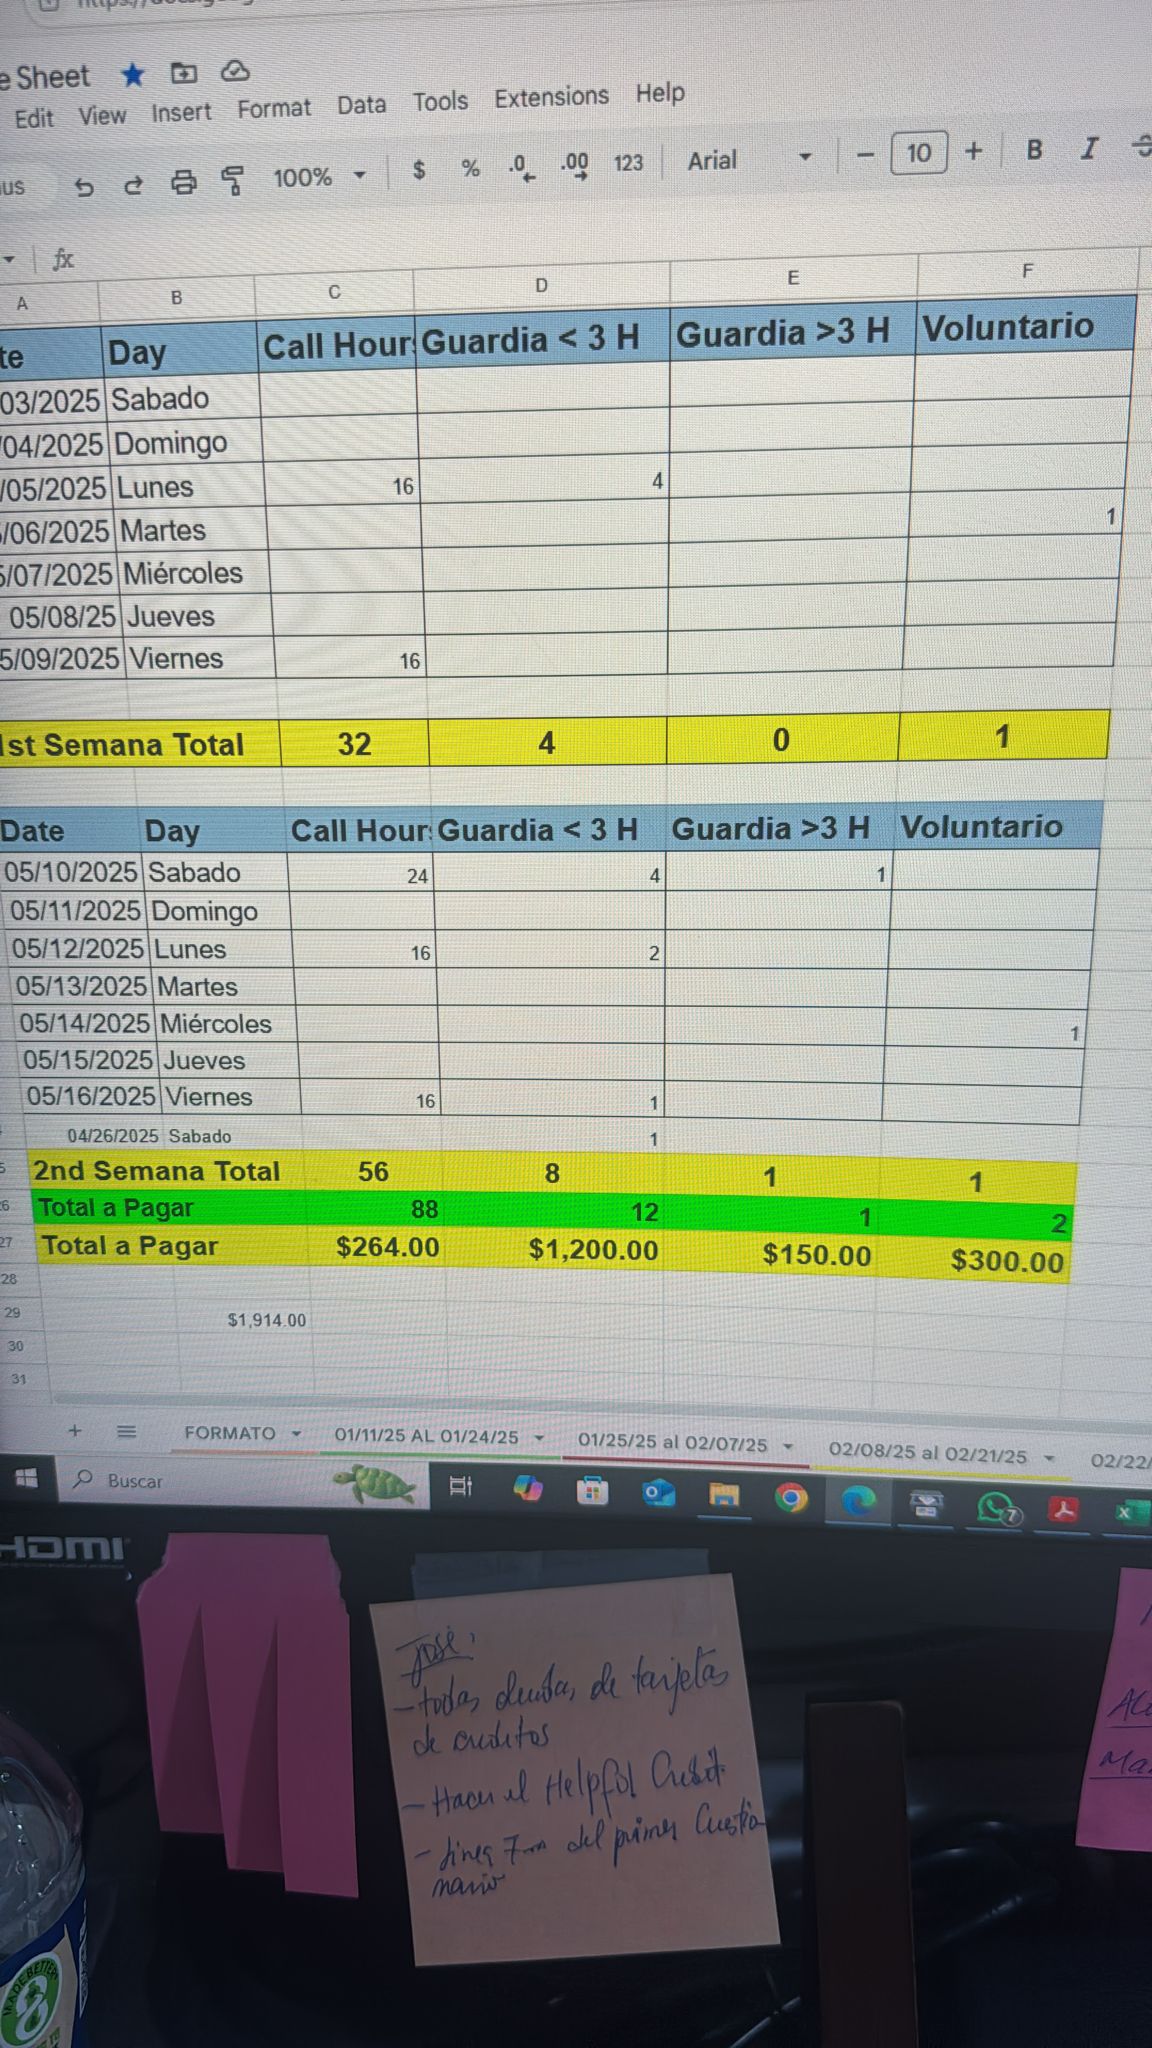 e Sheet
Edit View Insert Format Data Tools Extensions Help
100% $ % .0 .00 123 Arial 10 B I
fx
A B C D E F
te Day Call Hour Guardia < 3 H Guardia >3 H Voluntario
03/2025 Sabado
/04/2025 Domingo
/05/2025 Lunes 16 4
/06/2025 Martes 1
5/07/2025 Miércoles
05/08/25 Jueves
5/09/2025 Viernes 16
1st Semana Total 32 4 0 1
Date Day Call Hour Guardia < 3 H Guardia >3 H Voluntario
05/10/2025 Sabado 24 4 1
05/11/2025 Domingo
05/12/2025 Lunes 16 2
05/13/2025 Martes
05/14/2025 Miércoles 1
05/15/2025 Jueves
05/16/2025 Viernes 16 1
04/26/2025 Sabado 1
2nd Semana Total 56 8 1 1
26 Total a Pagar 88 12 1 2
27 Total a Pagar $264.00 $1,200.00 $150.00 $300.00
28
29 $1,914.00
30
31
+ FORMATO 01/11/25 AL 01/24/25 01/25/25 al 02/07/25 02/08/25 al 02/21/25 02/22/
Buscar 7
HDMI
José:
- todas deudas de tarjetas
de creditos
- Hacer el Helpful Credit
- línea del primer Cuestio
nario